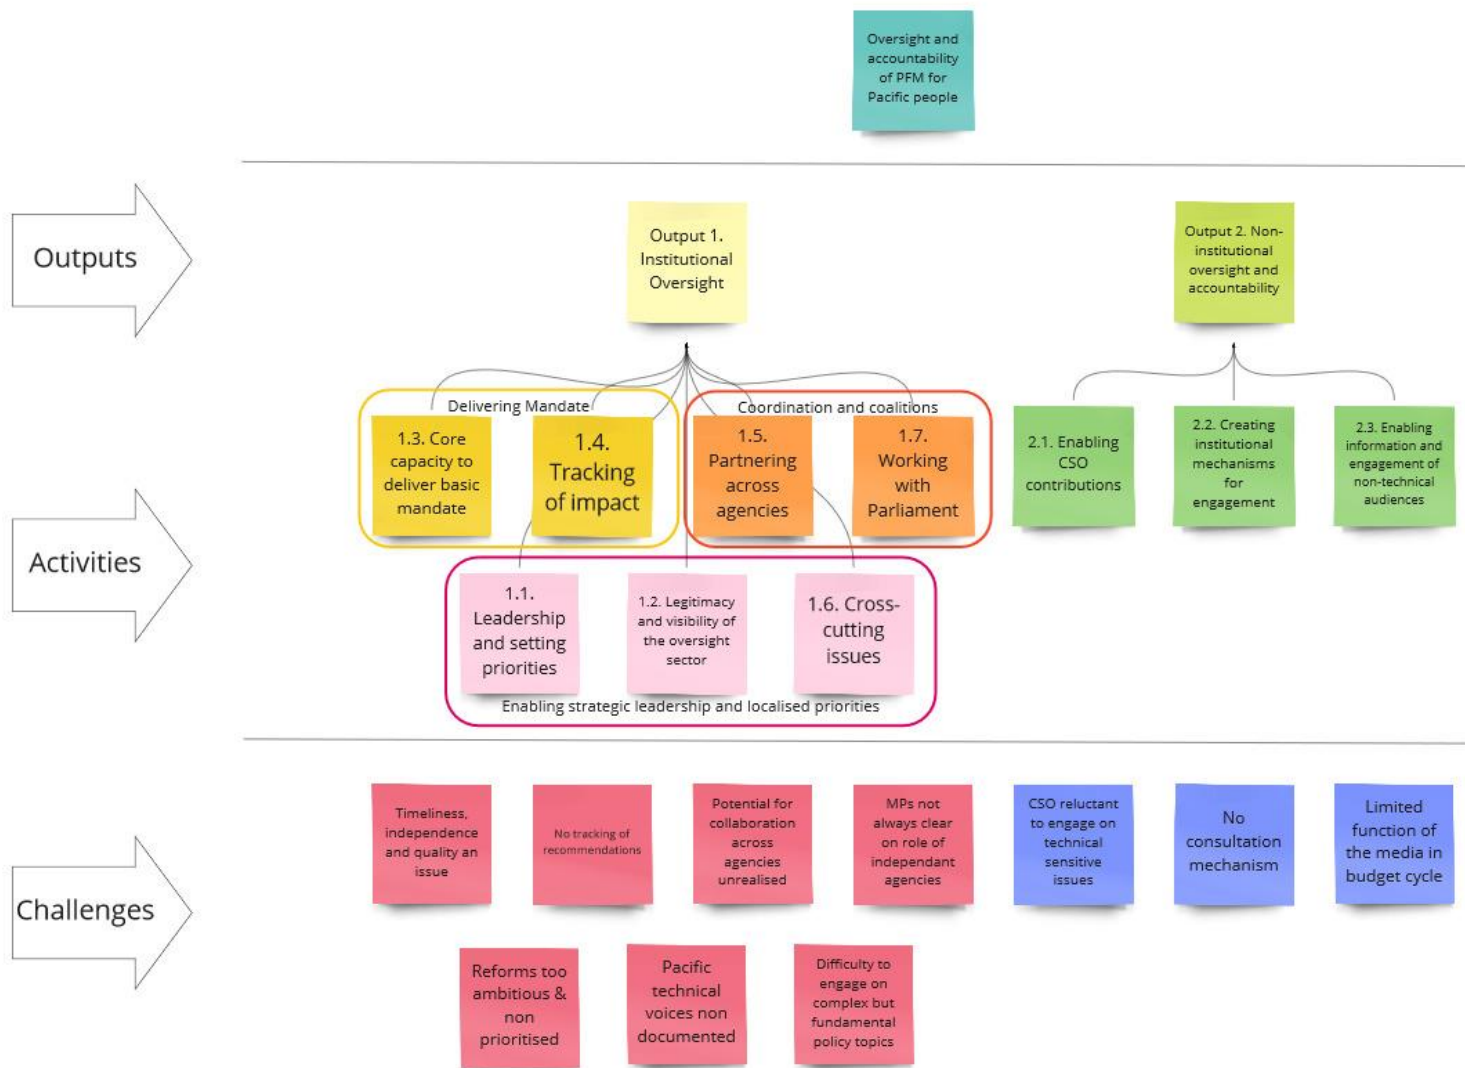 Oversight and
accountability
of PFM for
Pacific people
Outputs
Output 1.
Institutional
Oversight
Output 2. Non-
institutional
oversight and
accountability
Activities
Delivering Mandate
1.3. Core
capacity to
deliver basic
mandate
1.4.
Tracking
of impact
Coordination and coalitions
1.5.
Partnering
across
agencies
1.7.
Working
with
Parliament
2.1. Enabling
CSO
contributions
2.2. Creating
institutional
mechanisms
for
engagement
2.3. Enabling
information and
engagement of
non-technical
audiences
1.1.
Leadership
and setting
priorities
1.2. Legitimacy
and visibility of
the oversight
sector
1.6. Cross-
cutting
issues
Enabling strategic leadership and localised priorities
Challenges
Timeliness,
independence
and quality an
issue
No tracking of
recommendations
Potential for
collaboration
across
agencies
unrealised
MPs not
always clear
on role of
independant
agencies
CSO reluctant
to engage on
technical
sensitive
issues
No
consultation
mechanism
Limited
function of
the media in
budget cycle
Reforms too
ambitious &
non
prioritised
Pacific
technical
voices non
documented
Difficulty to
engage on
complex but
fundamental
policy topics